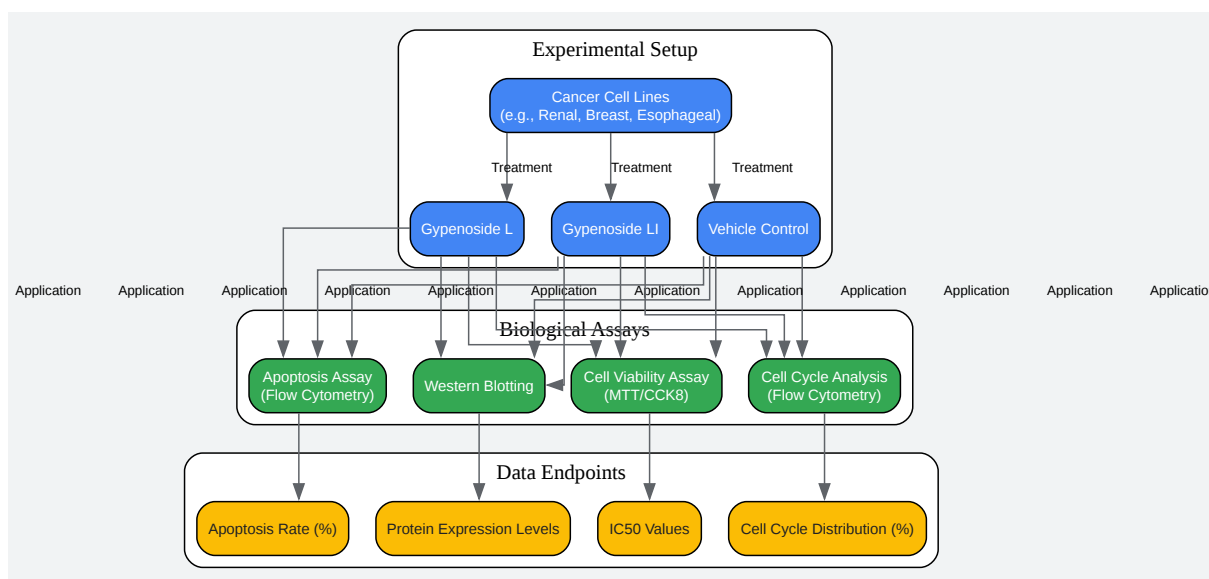 Experimental Setup
Cancer Cell Lines
(e.g., Renal, Breast, Esophageal)
Treatment Treatment Treatment
Gypenoside L Gypenoside LI Vehicle Control
Application Application Application Application Application Application Application Application Application Application Application Applicatio
Biological Assays
Apoptosis Assay
(Flow Cytometry)
Western Blotting
Cell Viability Assay
(MTT/CCK8)
Cell Cycle Analysis
(Flow Cytometry)
Data Endpoints
Apoptosis Rate (%) Protein Expression Levels IC50 Values Cell Cycle Distribution (%)